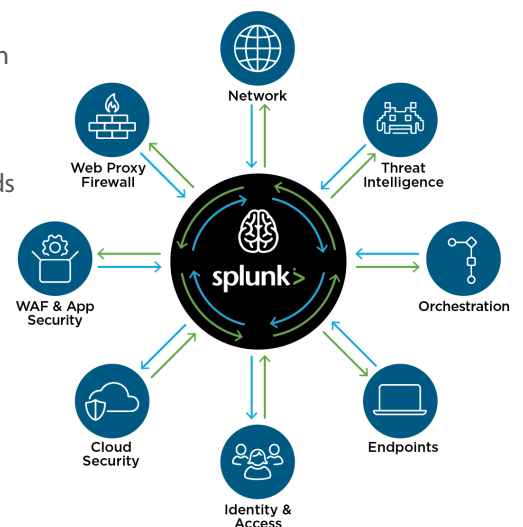 Network
Web Proxy
Firewall
Threat
Intelligence
splunk>
WAF & App
Security
Orchestration
Cloud
Security
Endpoints
Identity &
Access